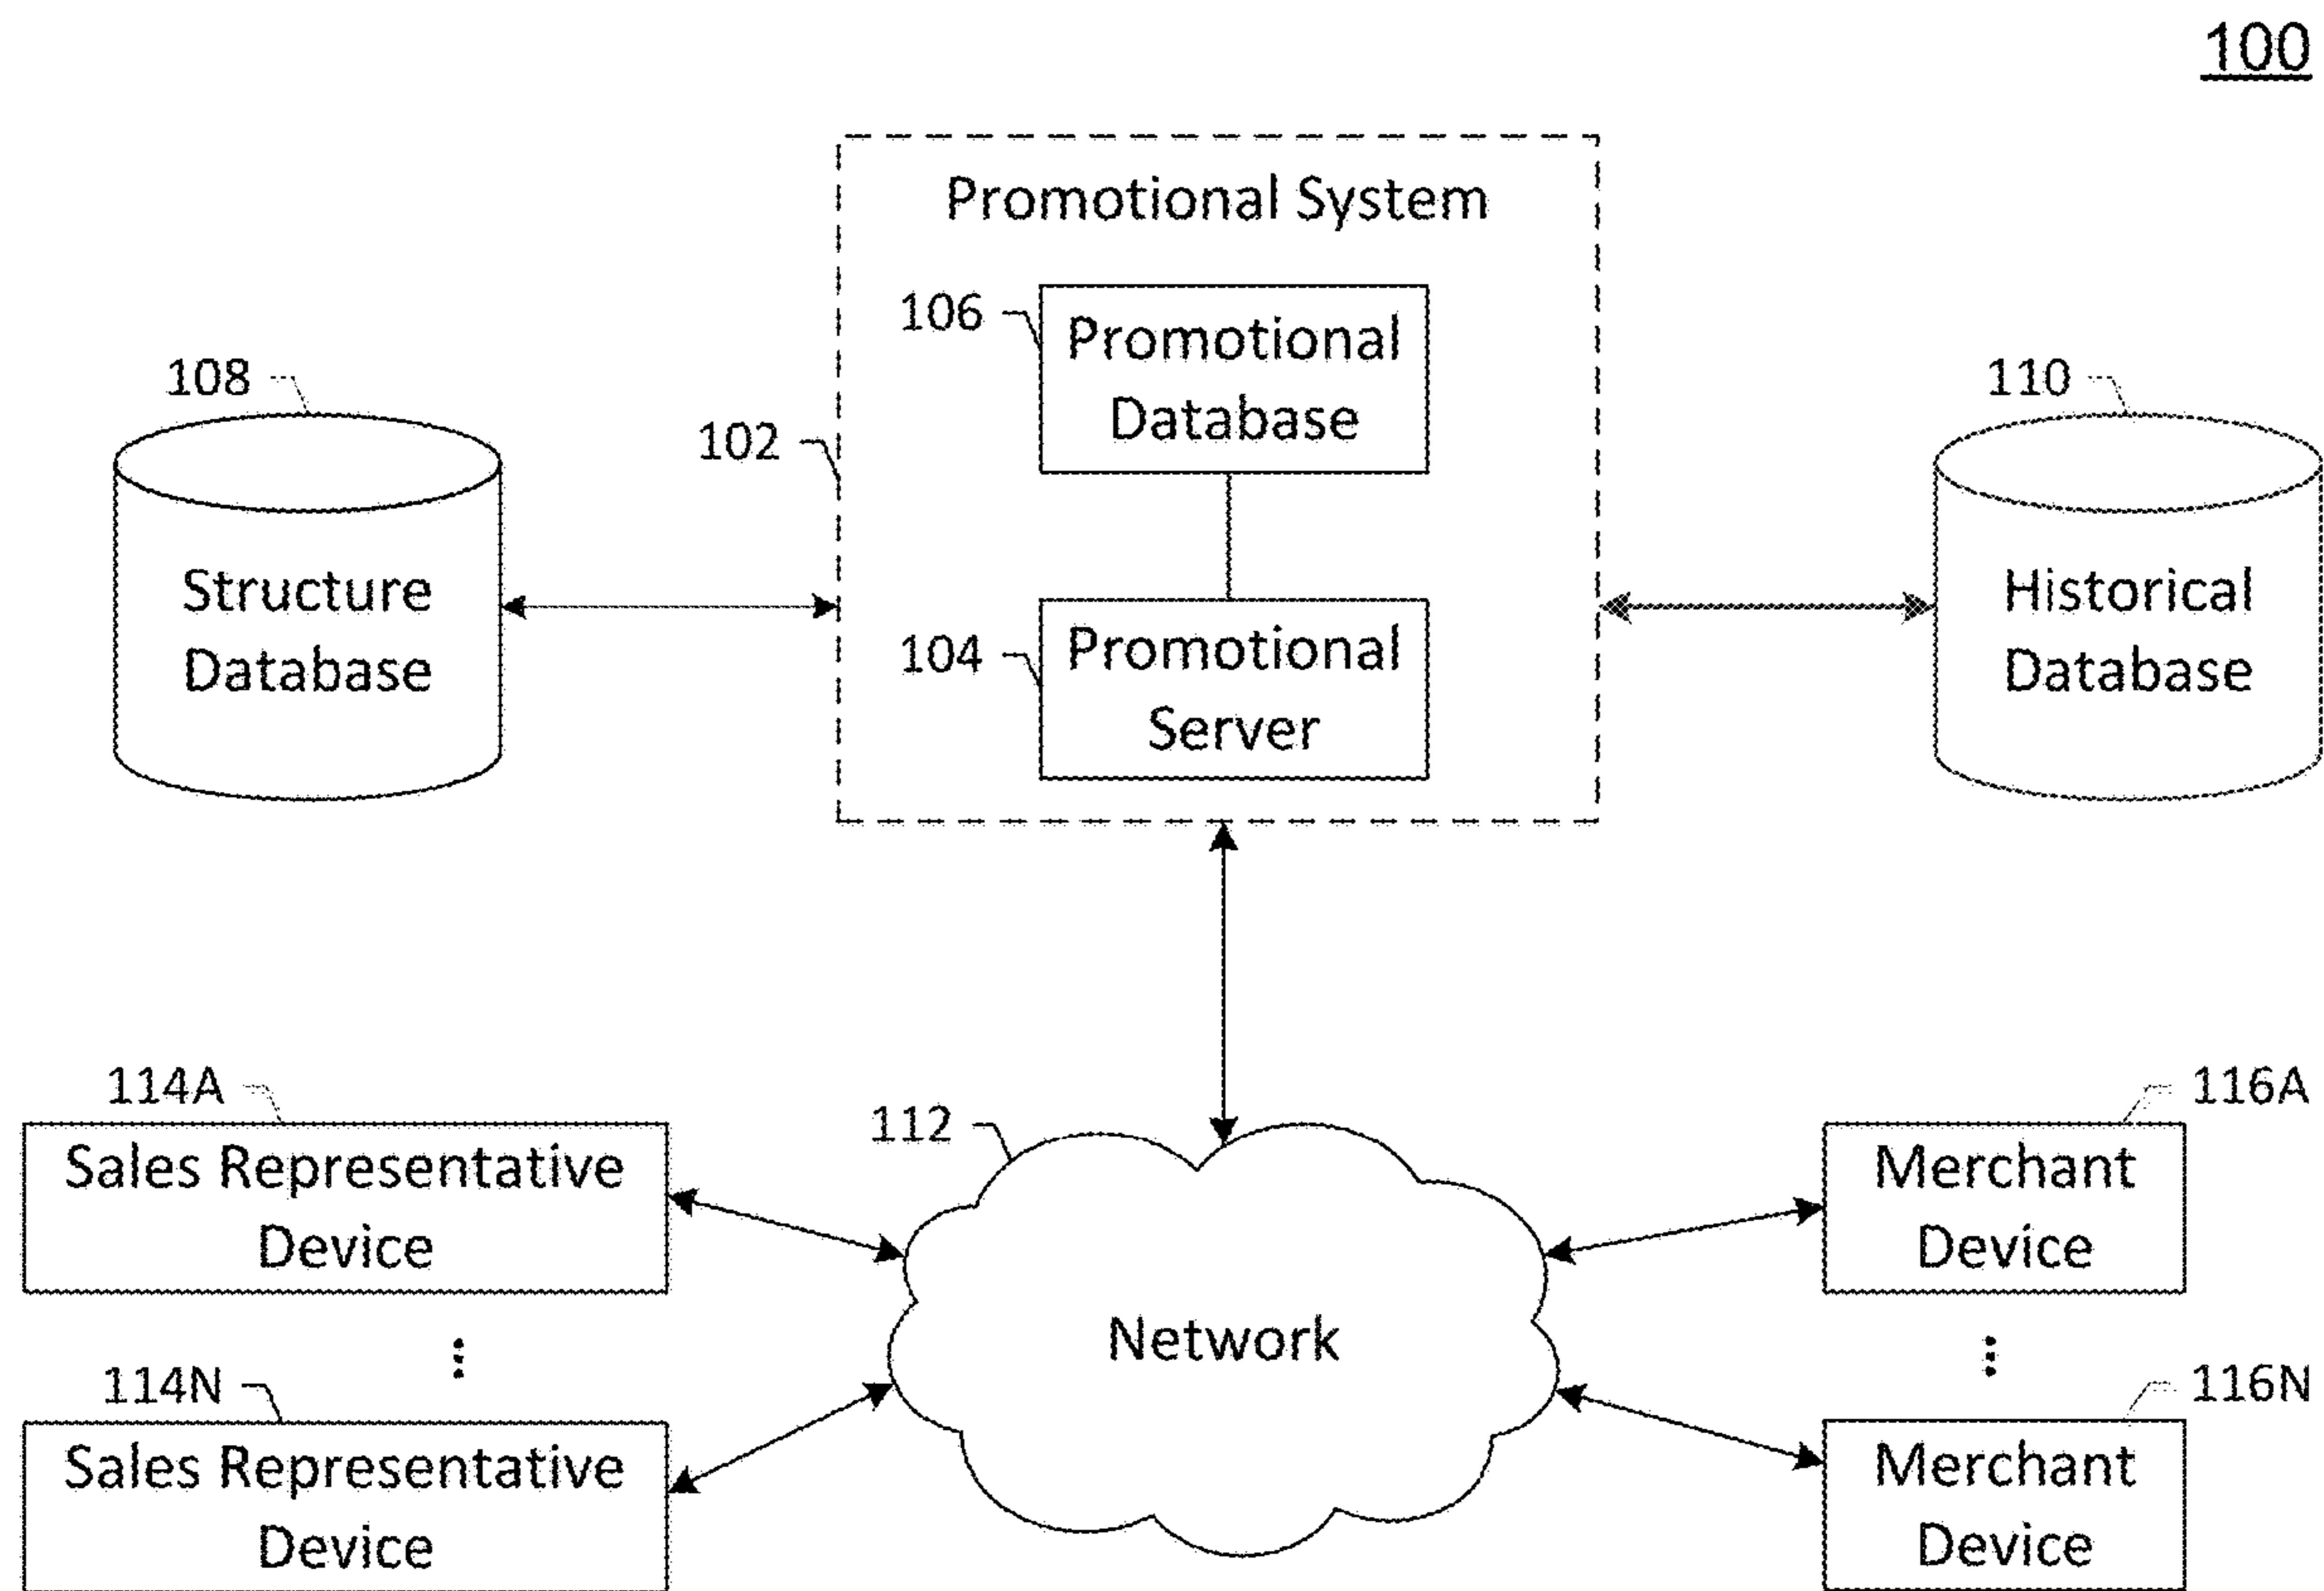 100
Promotional System
106
Promotional
Database
108
110
102
Structure
Database
Historical
Database
104
Promotional
Server
114A
112
116A
Sales Representative
Device
Merchant
Device
Network
114N
116N
Sales Representative
Device
Merchant
Device